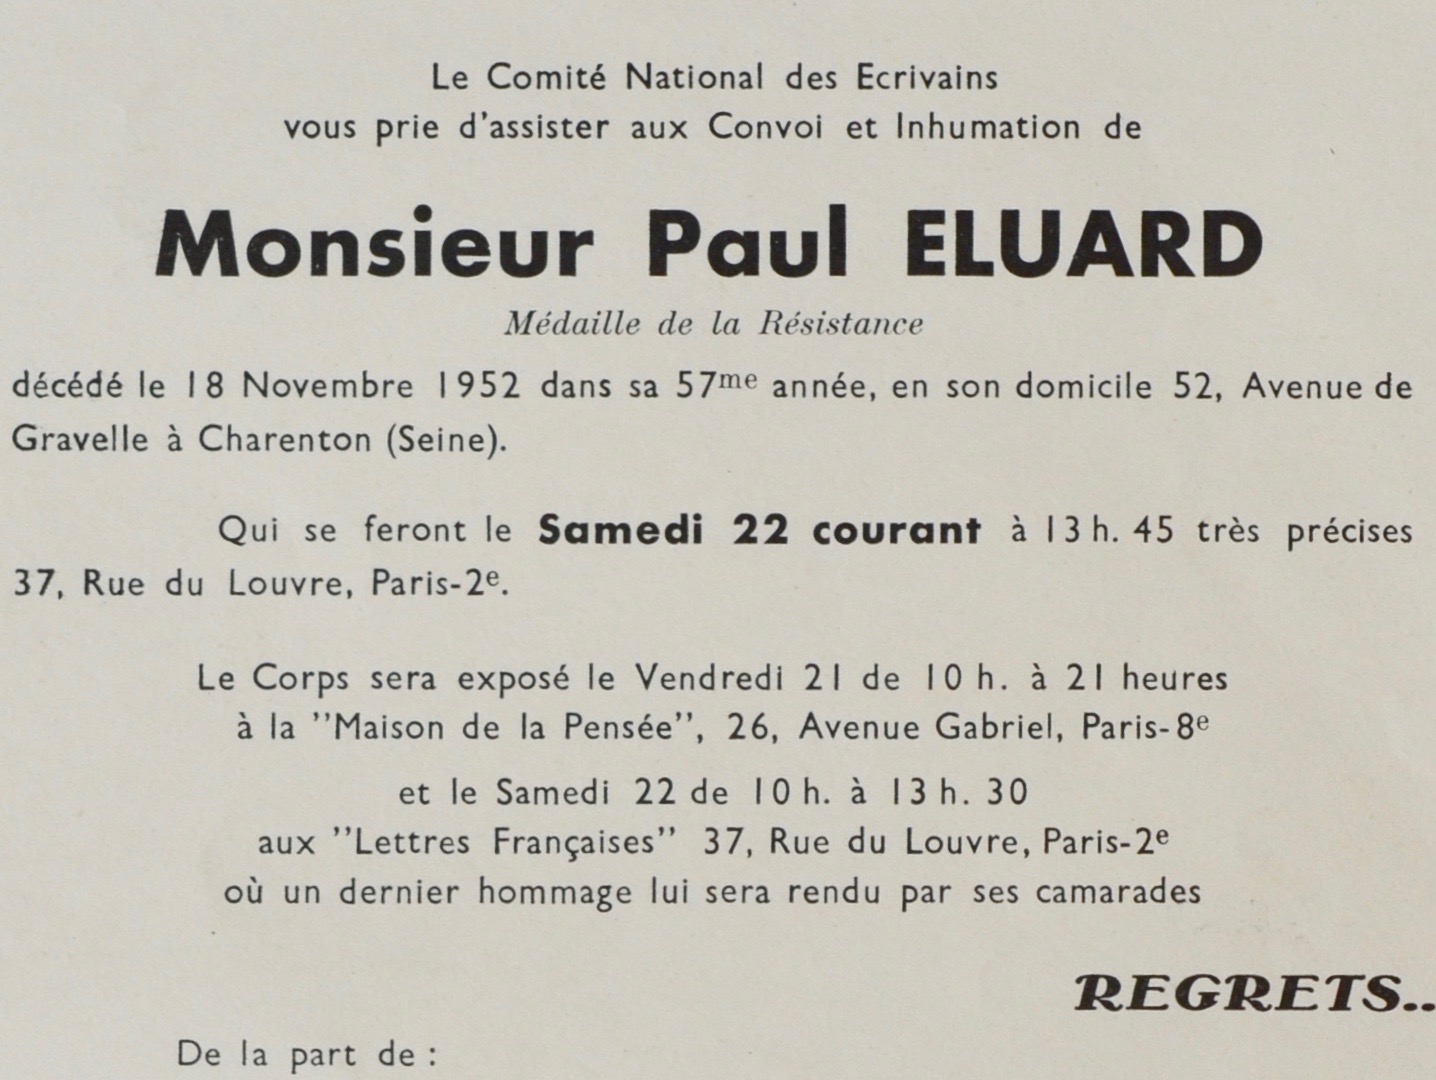 Le Comité National des Ecrivains
vous prie d'assister aux Convoi et Inhumation de
Monsieur Paul ELUARD
Médaille de la Résistance
décédé le 18 Novembre 1952 dans sa 57me année, en son domicile 52, Avenue de
Gravelle à Charenton (Seine).
Qui se feront le Samedi 22 courant à 13 h. 45 très précises
37, Rue du Louvre, Paris-2e.
Le Corps sera exposé le Vendredi 21 de 10 h. à 21 heures
à la ''Maison de la Pensée'', 26, Avenue Gabriel, Paris-8e
et le Samedi 22 de 10 h. à 13 h. 30
aux ''Lettres Françaises'' 37, Rue du Louvre, Paris-2e
où un dernier hommage lui sera rendu par ses camarades
REGRETS..
De la part de :